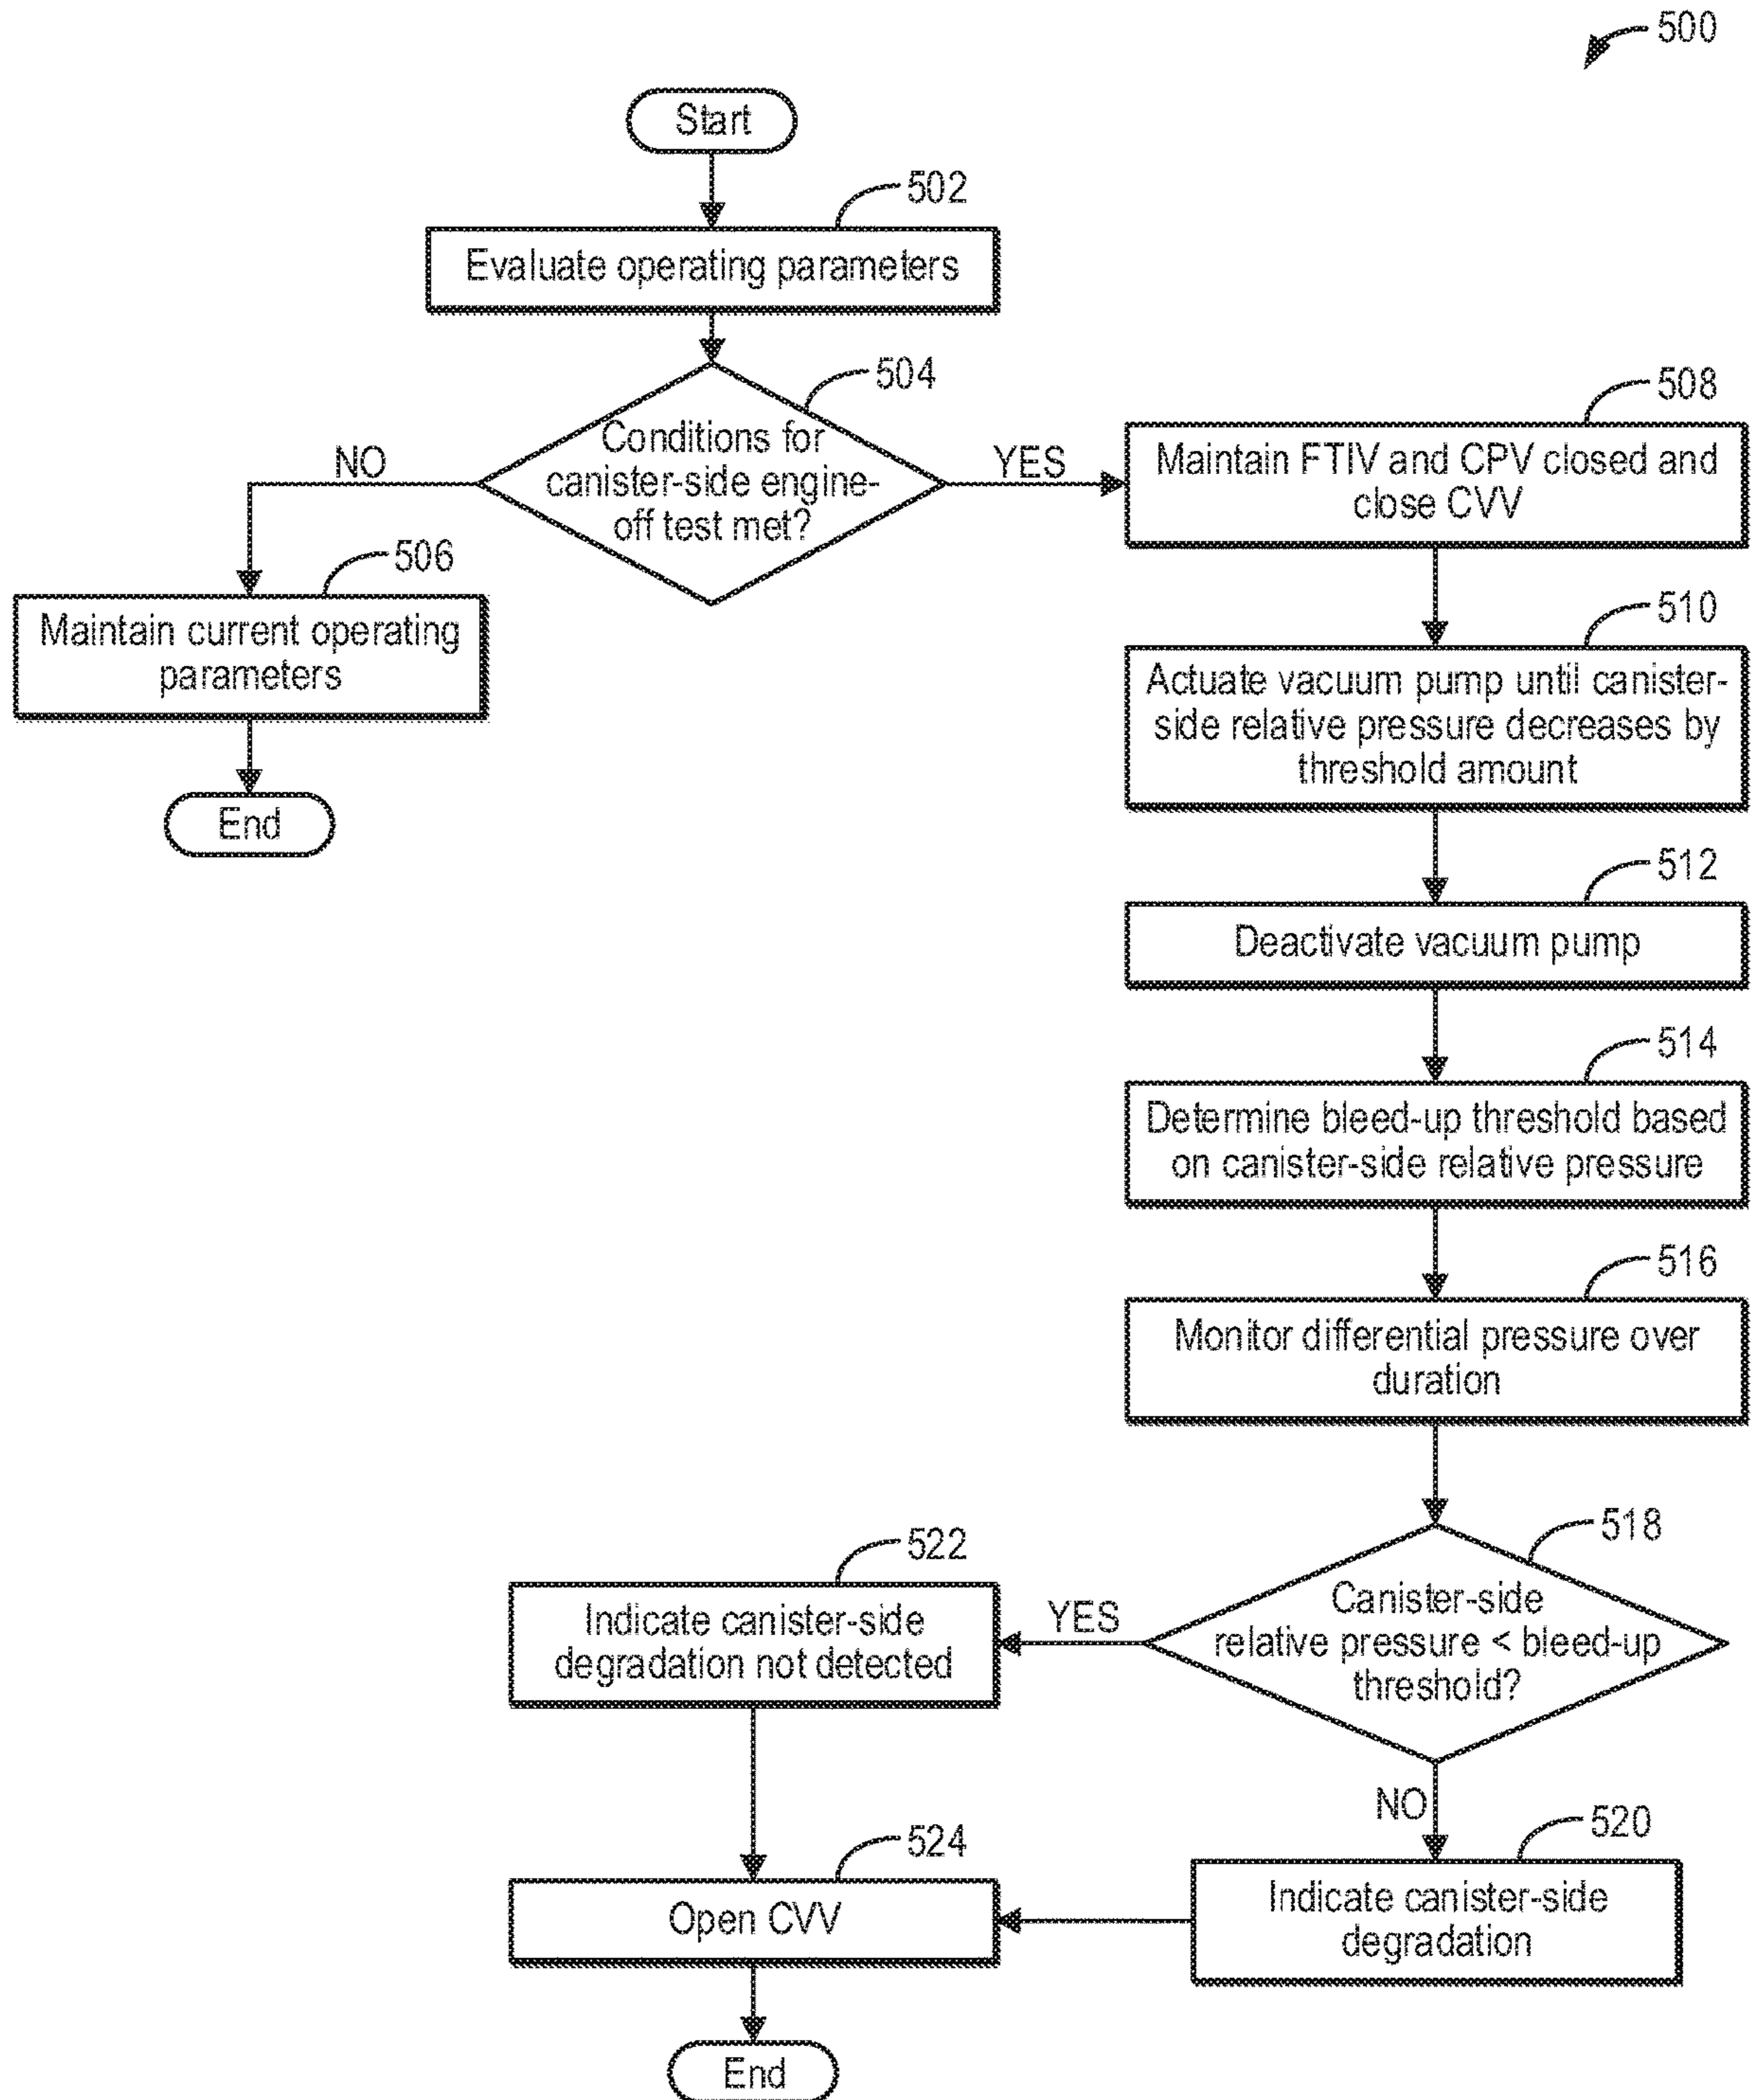 500
Start
502
Evaluate operating parameters
504
Conditions for
canister-side engine-
off test met?
NO
YES
506
Maintain current operating
parameters
End
508
Maintain FTIV and CPV closed and
close CVV
510
Actuate vacuum pump until canister-
side relative pressure decreases by
threshold amount
512
Deactivate vacuum pump
514
Determine bleed-up threshold based
on canister-side relative pressure
516
Monitor differential pressure over
duration
518
Canister-side
relative pressure < bleed-up
threshold?
YES
NO
522
Indicate canister-side
degradation not detected
520
Indicate canister-side
degradation
524
Open CVV
End